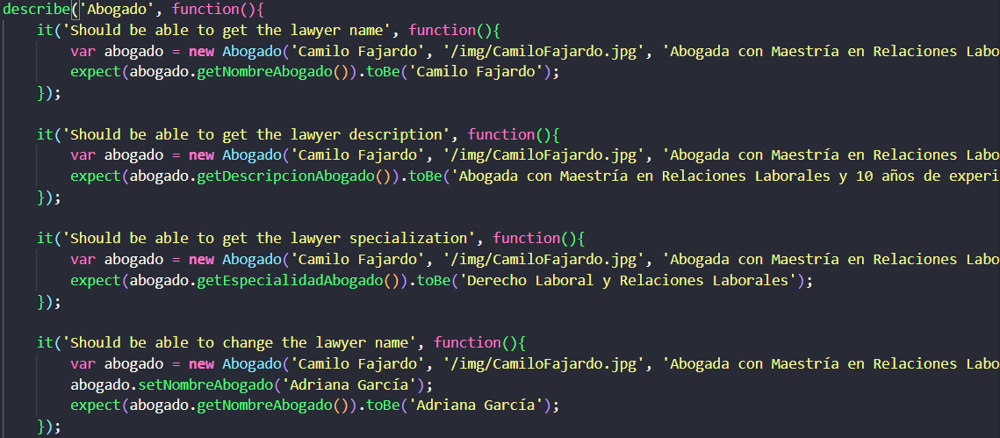 describe('Abogado', function(){
it('Should be able to get the lawyer name', function(){
var abogado = new Abogado('Camilo Fajardo', '/img/CamiloFajardo.jpg', 'Abogada con Maestría en Relaciones Labo
expect(abogado.getNombreAbogado()).toBe('Camilo Fajardo');
});
it('Should be able to get the lawyer description', function(){
var abogado = new Abogado('Camilo Fajardo', '/img/CamiloFajardo.jpg', 'Abogada con Maestría en Relaciones Labo
expect(abogado.getDescripcionAbogado()).toBe('Abogada con Maestría en Relaciones Laborales y 10 años de experi
});
it('Should be able to get the lawyer specialization', function(){
var abogado = new Abogado('Camilo Fajardo', '/img/CamiloFajardo.jpg', 'Abogada con Maestría en Relaciones Labo
expect(abogado.getEspecialidadAbogado()).toBe('Derecho Laboral y Relaciones Laborales');
});
it('Should be able to change the lawyer name', function(){
var abogado = new Abogado('Camilo Fajardo', '/img/CamiloFajardo.jpg', 'Abogada con Maestría en Relaciones Labo
abogado.setNombreAbogado('Adriana García');
expect(abogado.getNombreAbogado()).toBe('Adriana García');
});